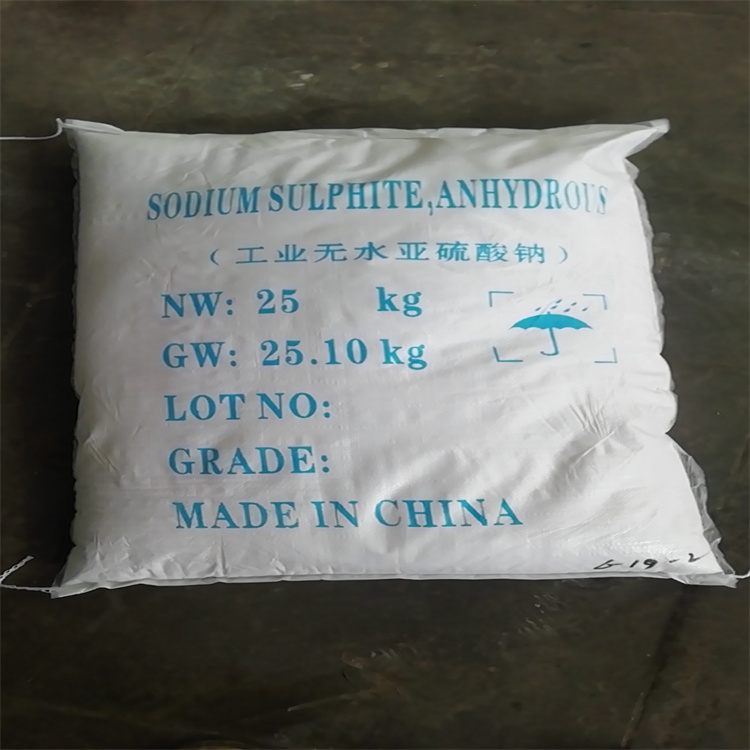 SODIUM SULPHITE,ANHYDROUS
(工业无水亚硫酸钠)
NW: 25 kg
GW: 25.10 kg
LOT NO:
GRADE:
MADE IN CHINA